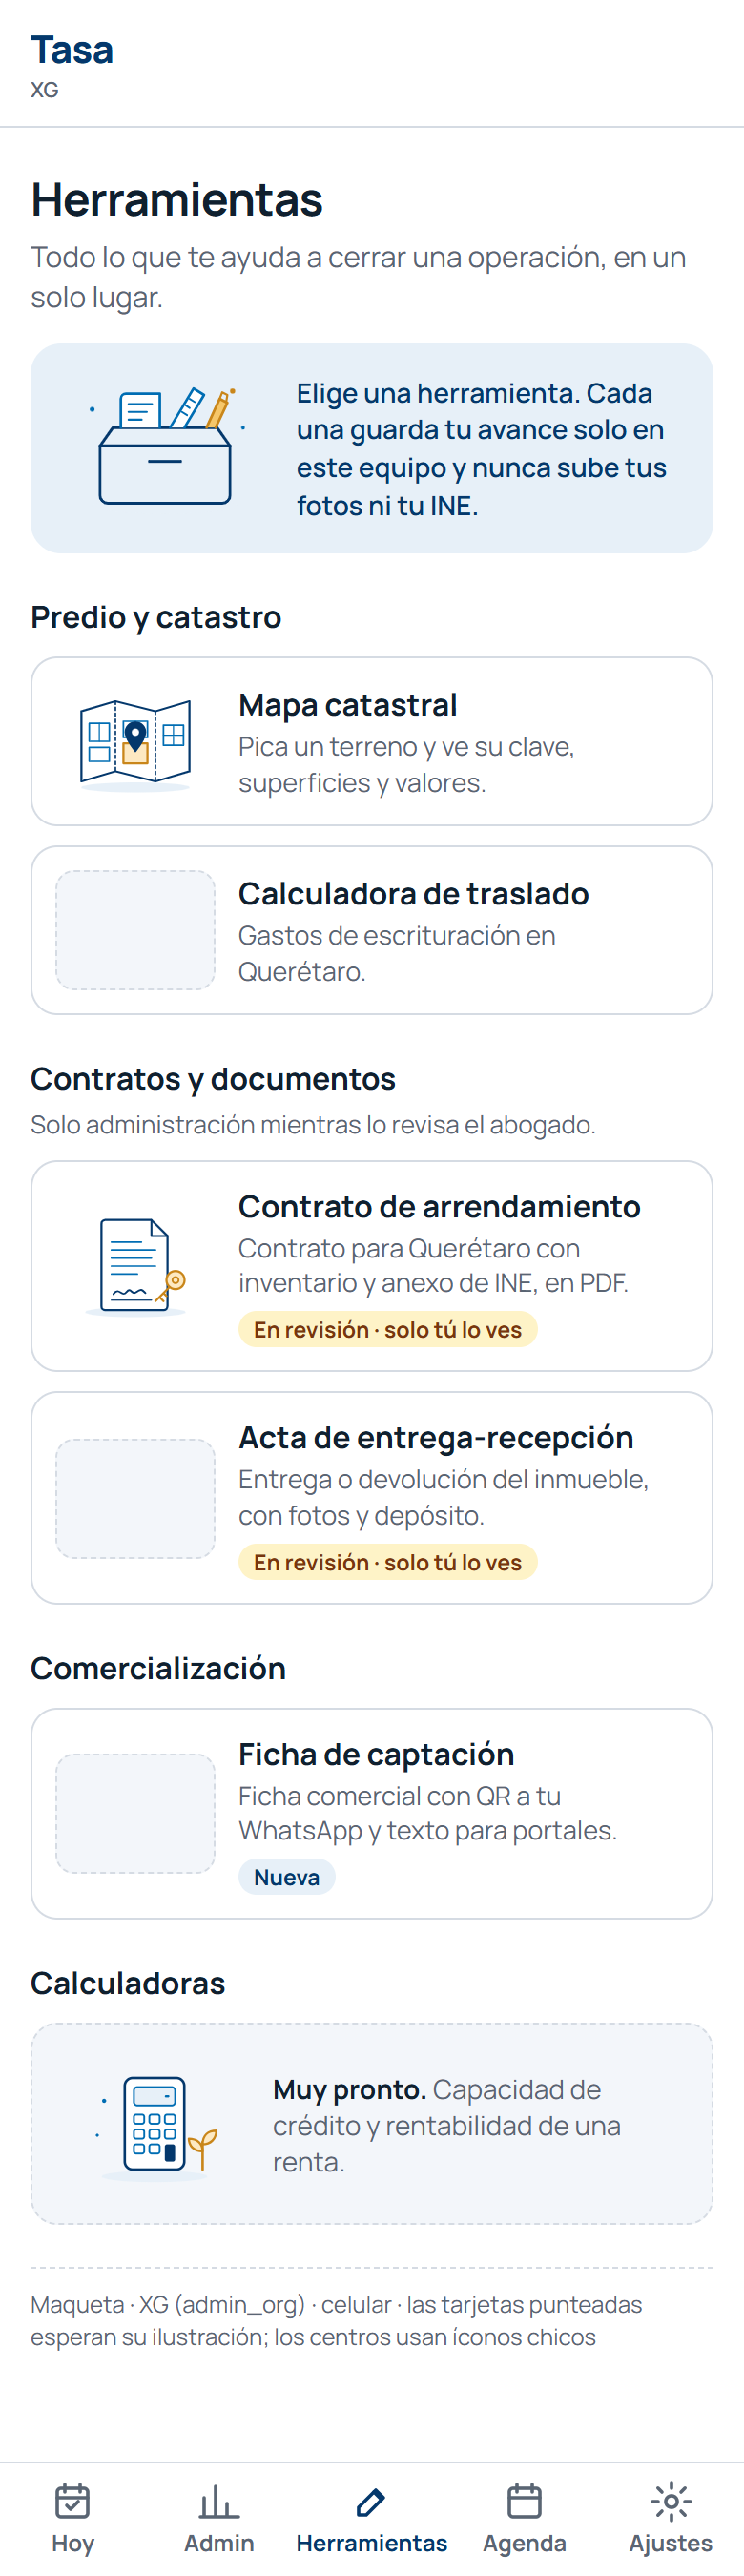 Tasa
XG
Herramientas
Todo lo que te ayuda a cerrar una operación, en un
solo lugar.
Elige una herramienta. Cada
una guarda tu avance solo en
este equipo y nunca sube tus
fotos ni tu INE.
Predio y catastro
Mapa catastral
Pica un terreno y ve su clave,
superficies y valores.
Calculadora de traslado
Gastos de escrituración en
Querétaro.
Contratos y documentos
Solo administración mientras lo revisa el abogado.
Contrato de arrendamiento
Contrato para Querétaro con
inventario y anexo de INE, en PDF.
En revisión · solo tú lo ves
Acta de entrega-recepción
Entrega o devolución del inmueble,
con fotos y depósito.
En revisión · solo tú lo ves
Comercialización
Ficha de captación
Ficha comercial con QR a tu
WhatsApp y texto para portales.
Nueva
Calculadoras
Muy pronto. Capacidad de
crédito y rentabilidad de una
renta.
Maqueta · XG (admin_org) · celular · las tarjetas punteadas
esperan su ilustración; los centros usan íconos chicos
Hoy
Admin
Herramientas
Agenda
Ajustes